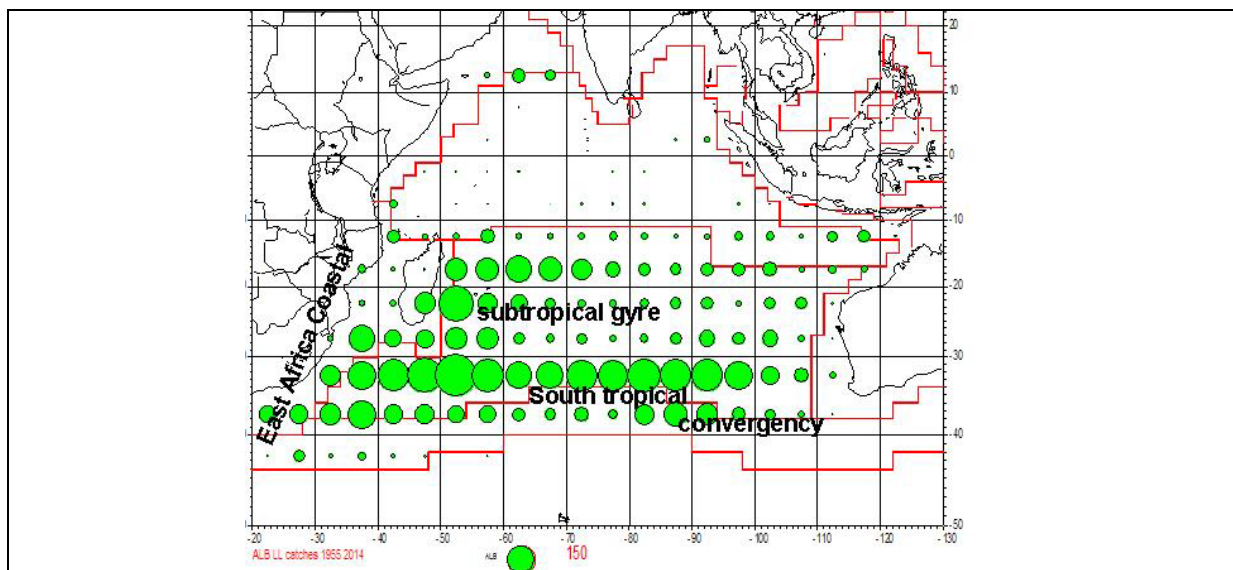 20
10
0
-10
-20
-30
-40
-50
East Africa Coastal
subtropical gyre
South tropical
convergency
-20 -30 -40 -50 -60 -70 -80 -90 -100 -110 -120 -130
ALB LL catches 1955.2014 ALB 150